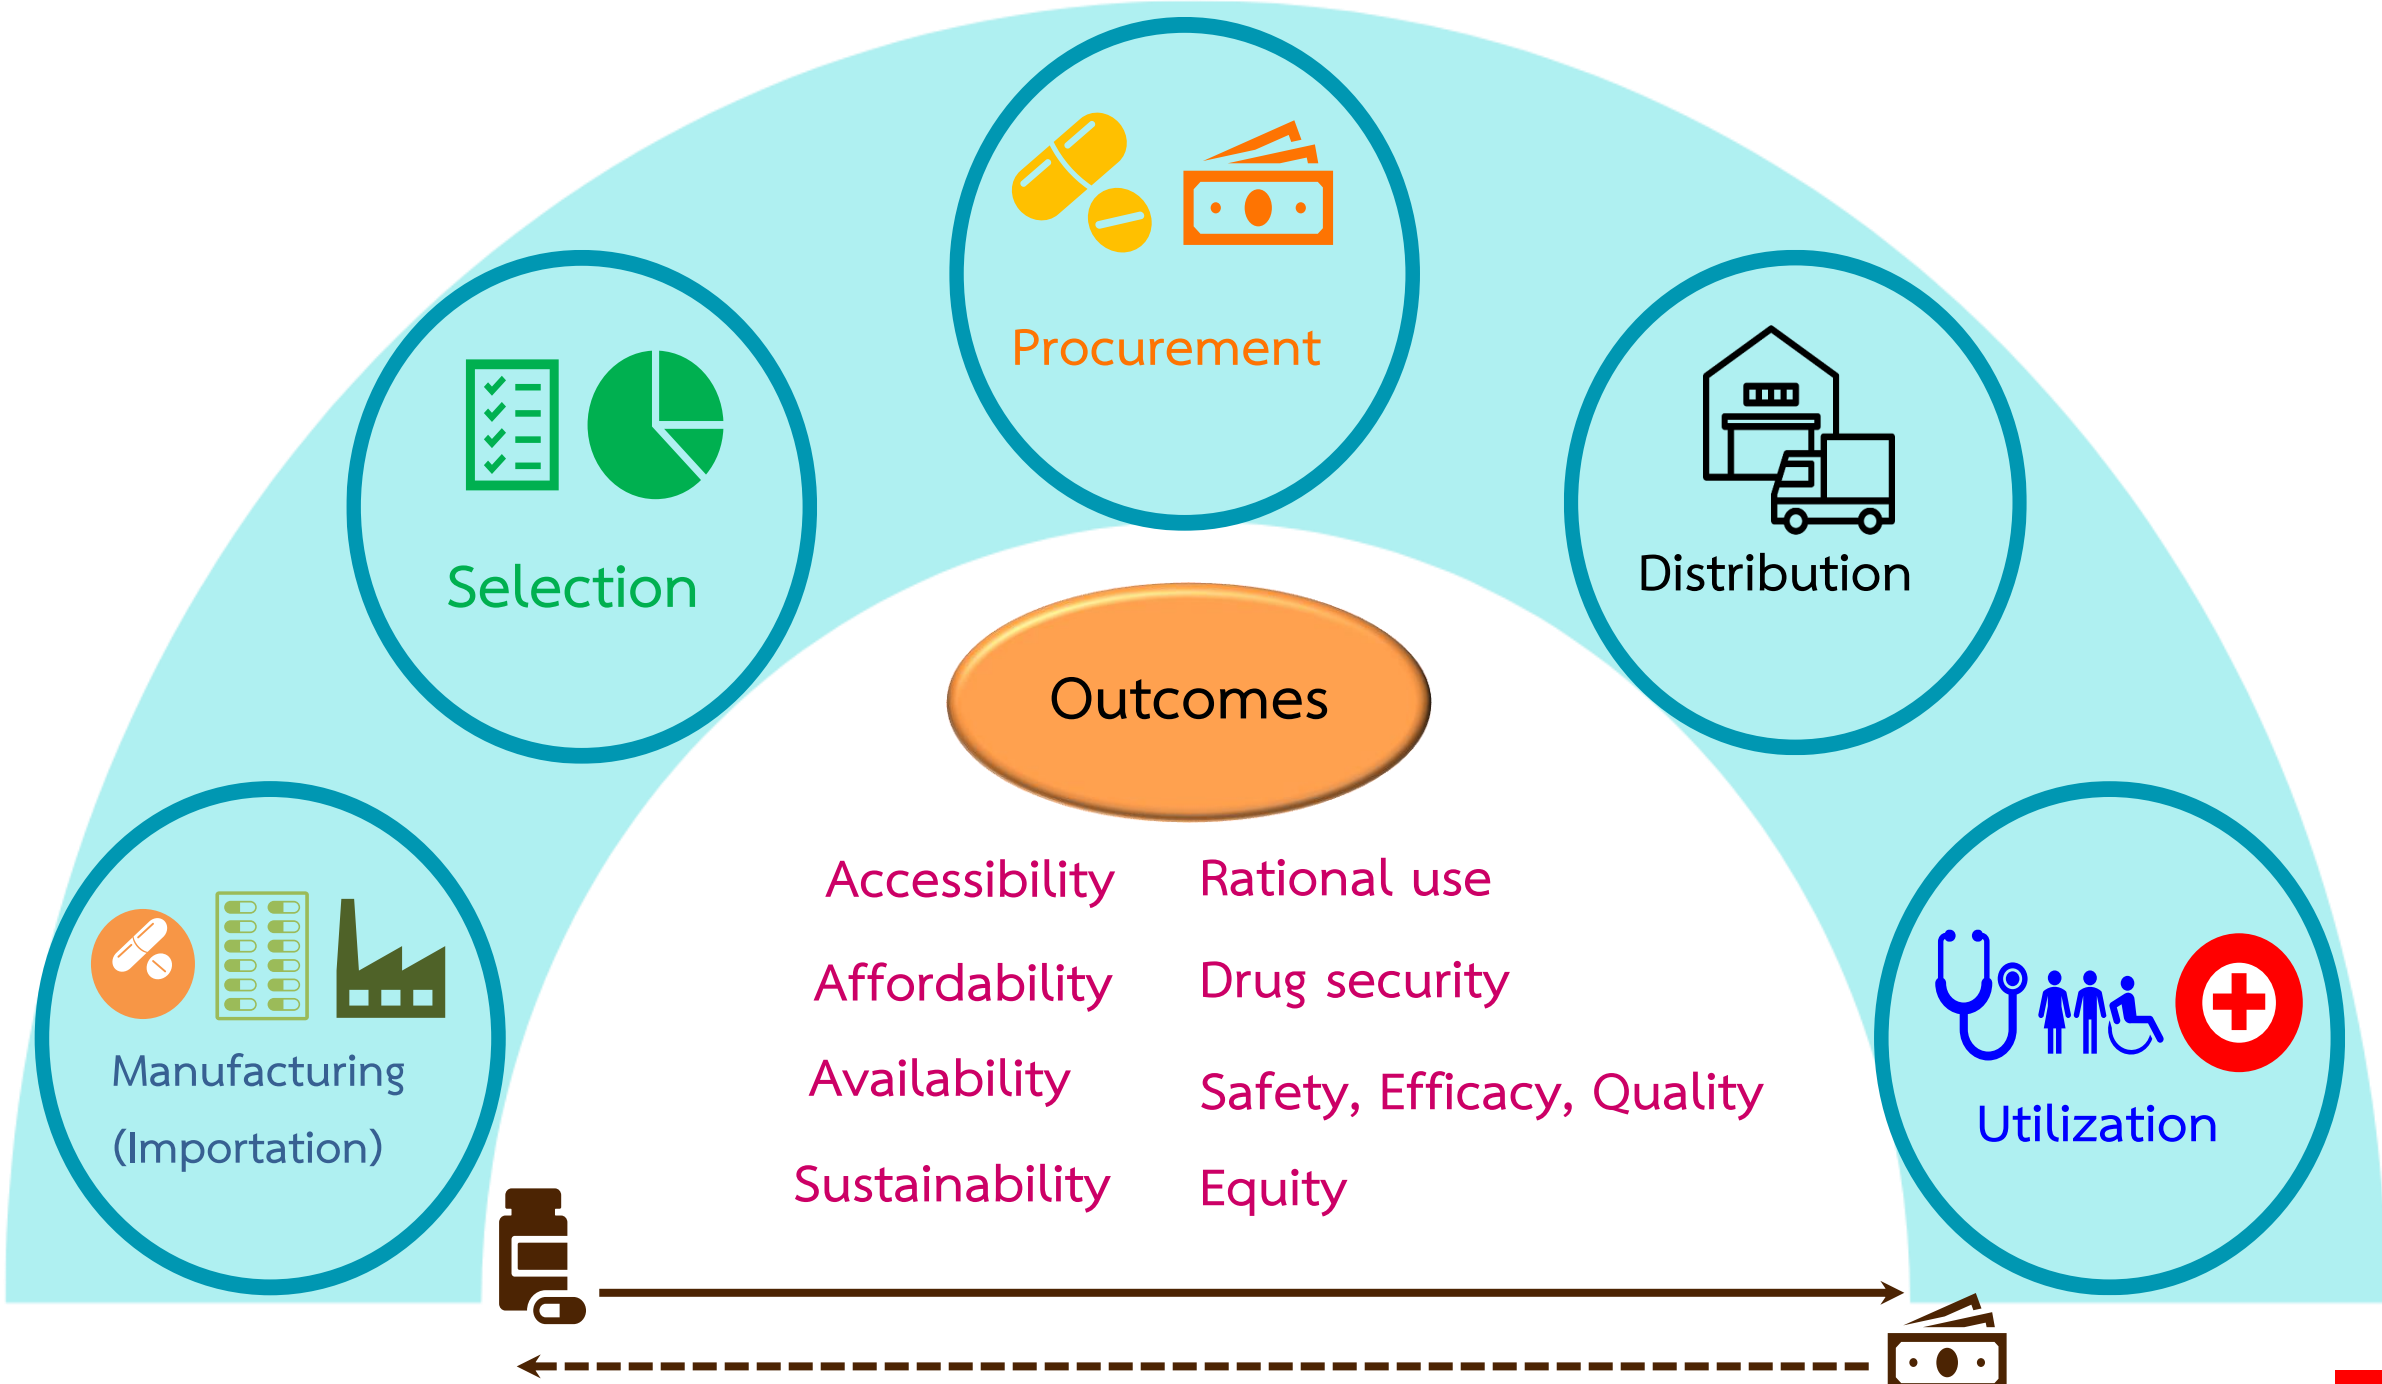 Procurement
Selection
Distribution
Outcomes
Manufacturing
(Importation)
Accessibility
Affordability
Availability
Sustainability
Rational use
Drug security
Safety, Efficacy, Quality
Equity
Utilization